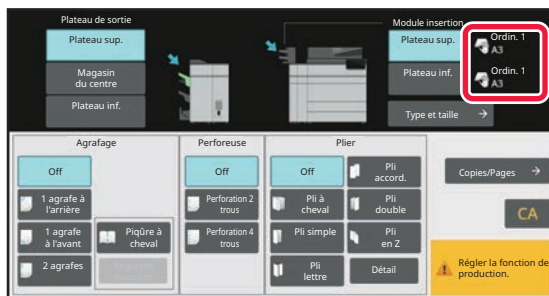 Plateau de sortie
Plateau sup.
Magasin
du centre
Plateau inf.
Module insertion
Plateau sup.
Ordin. 1
A3
Plateau inf.
Ordin. 1
A3
Type et taille
Agrafage
Off
1 agrafe à
l'arrière
1 agrafe
à l'avant
Piqûre à
cheval
2 agrafes
Perforeuse
Off
Perforation 2
trous
Perforation 4
trous
Plier
Off
Pli
accord.
Pli à
cheval
Pli
double
Pli simple
Pli
en Z
Pli
lettre
Détail
Copies/Pages
CA
Régler la fonction de
production.